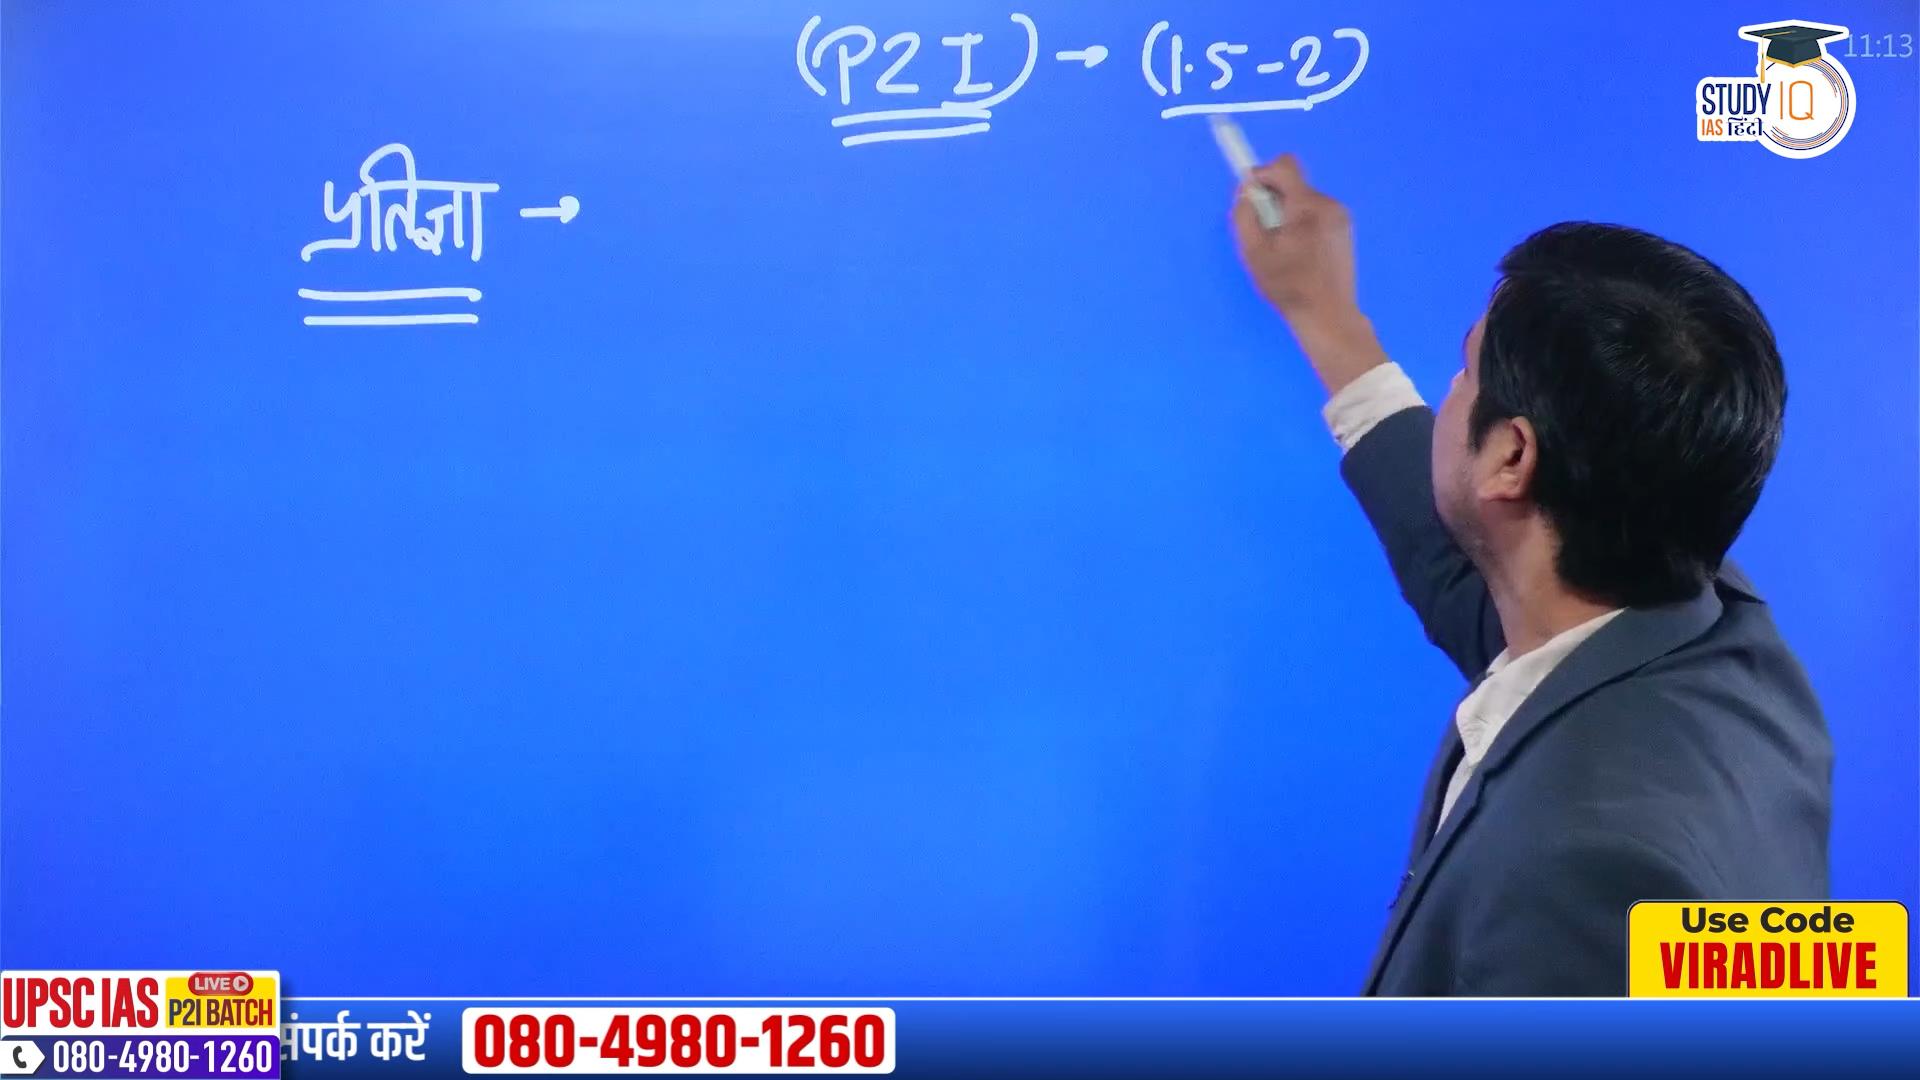 (P2I) → (1.5-2)
11:13
STUDY IQ
IAS हिंदी
प्रतिज्ञा →
Use Code
VIRADLIVE
UPSC IAS LIVE P2I BATCH
080-4980-1260
संपर्क करें 080-4980-1260